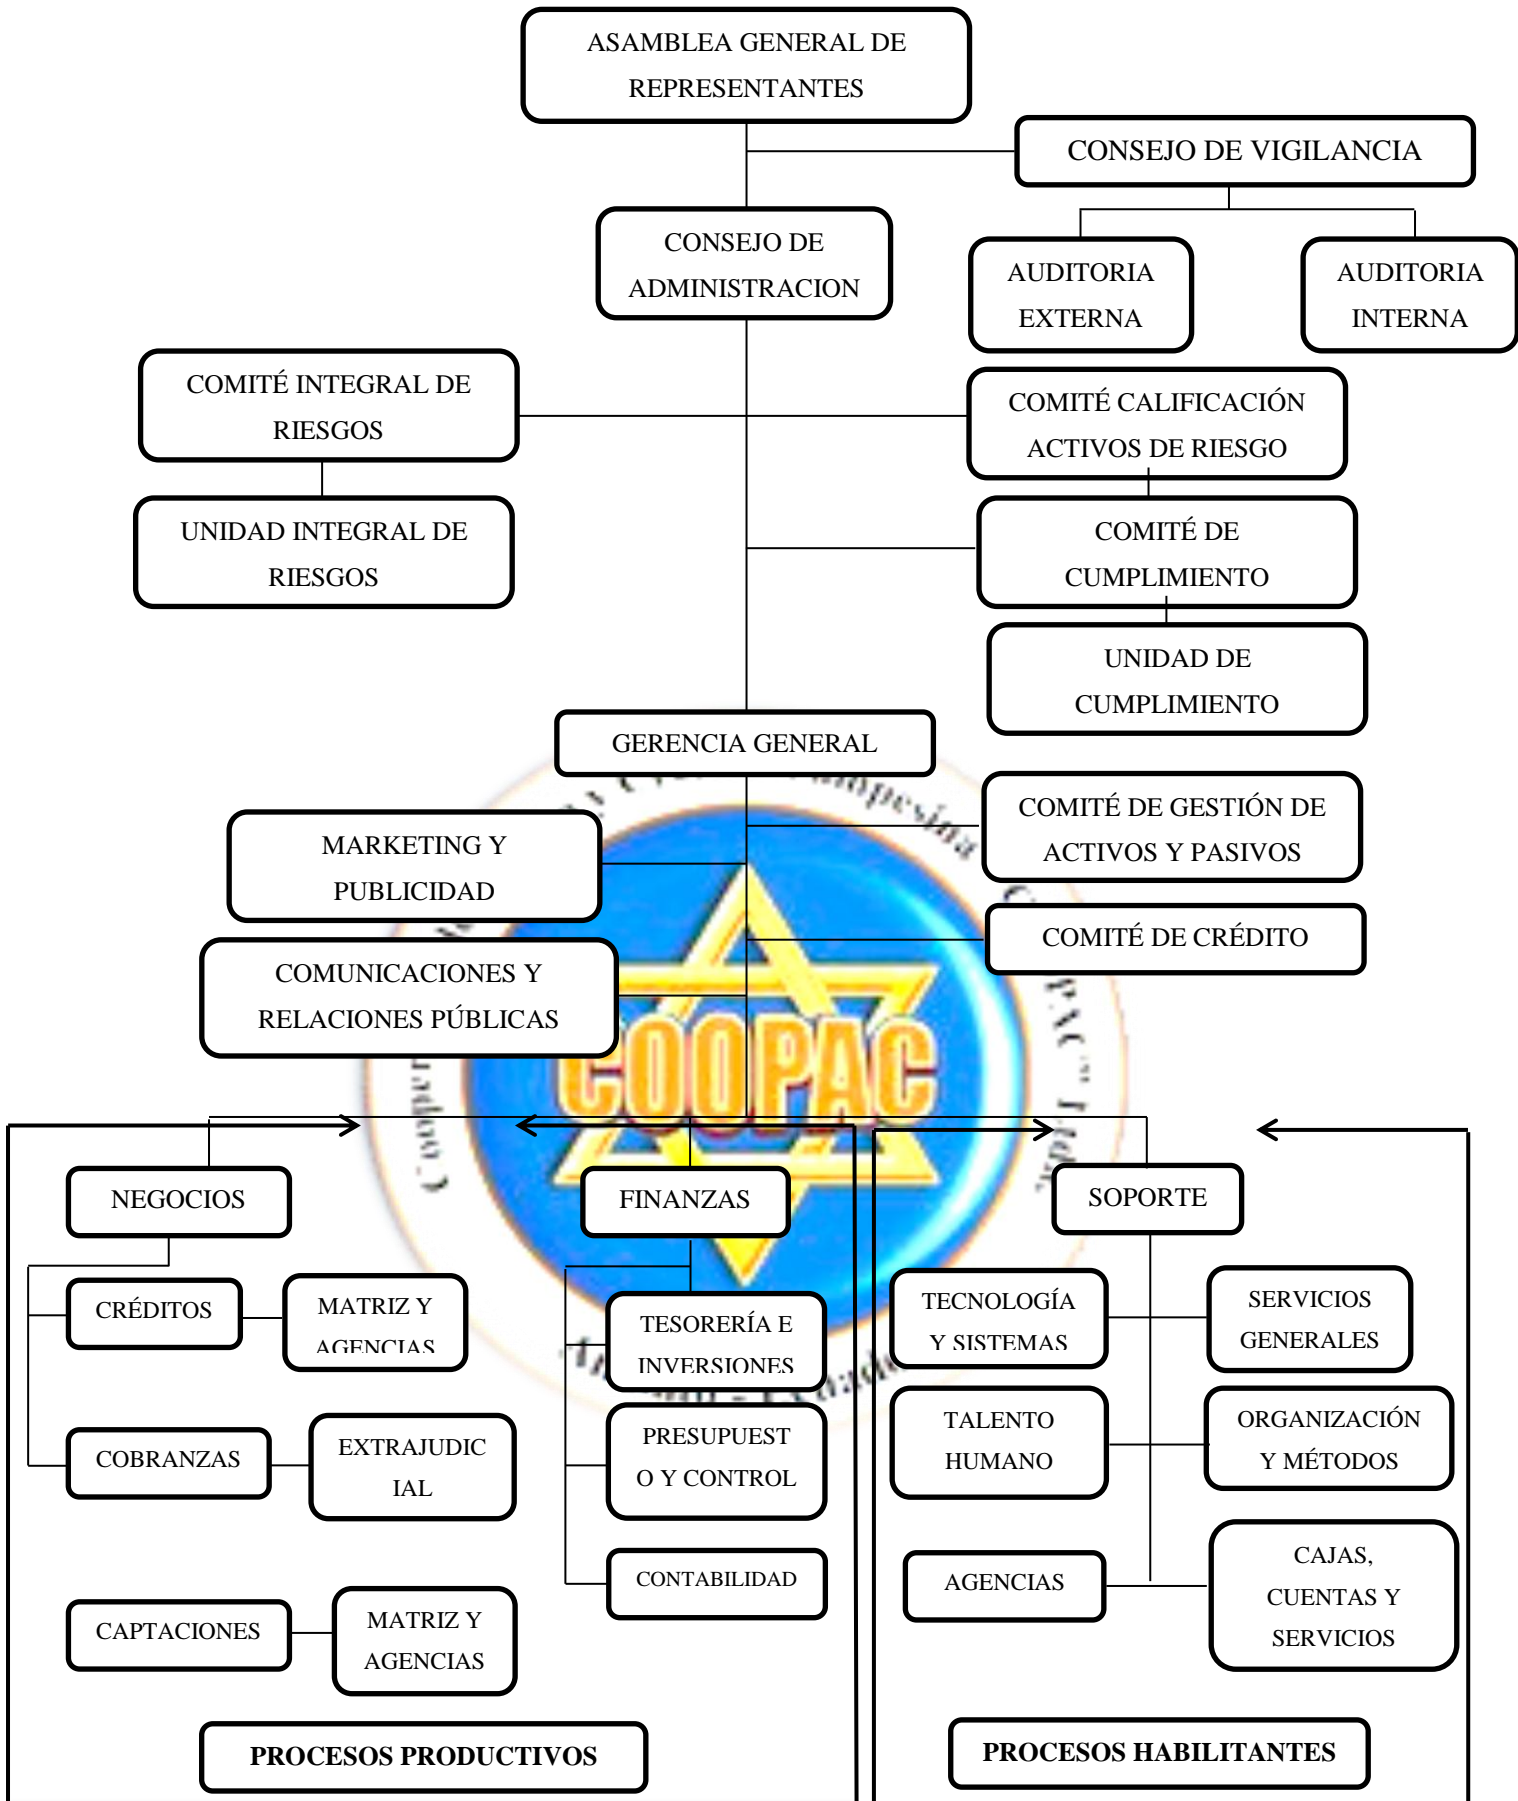 ASAMBLEA GENERAL DE
REPRESENTANTES
CONSEJO DE VIGILANCIA
CONSEJO DE
ADMINISTRACION
AUDITORIA
EXTERNA
AUDITORIA
INTERNA
COMITÉ INTEGRAL DE
RIESGOS
COMITÉ CALIFICACIÓN
ACTIVOS DE RIESGO
UNIDAD INTEGRAL DE
RIESGOS
COMITÉ DE
CUMPLIMIENTO
UNIDAD DE
CUMPLIMIENTO
GERENCIA GENERAL
COMITÉ DE GESTIÓN DE
ACTIVOS Y PASIVOS
MARKETING Y
PUBLICIDAD
COMITÉ DE CRÉDITO
COMUNICACIONES Y
RELACIONES PÚBLICAS
COOPAC
NEGOCIOS
FINANZAS
SOPORTE
CRÉDITOS
MATRIZ Y
AGENCIAS
TESORERÍA E
INVERSIONES
TECNOLOGÍA
Y SISTEMAS
SERVICIOS
GENERALES
COBRANZAS
EXTRAJUDIC
IAL
PRESUPUEST
O Y CONTROL
TALENTO
HUMANO
ORGANIZACIÓN
Y MÉTODOS
CONTABILIDAD
AGENCIAS
CAJAS,
CUENTAS Y
SERVICIOS
CAPTACIONES
MATRIZ Y
AGENCIAS
PROCESOS PRODUCTIVOS
PROCESOS HABILITANTES